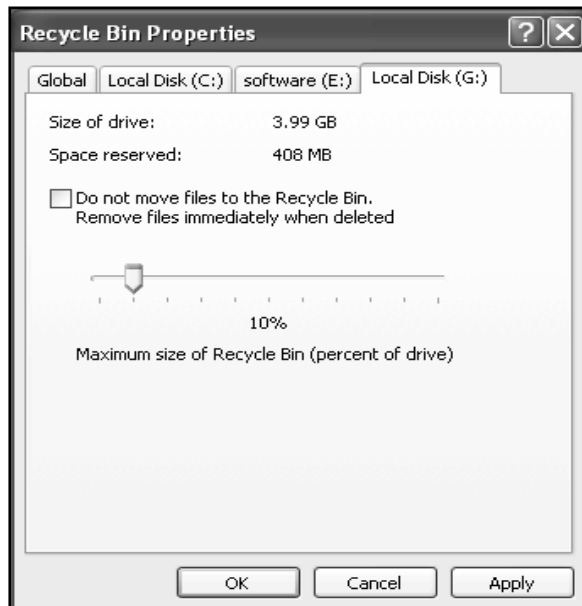 Recycle Bin Properties
Global Local Disk (C:) software (E:) Local Disk (G:)
Size of drive: 3.99 GB
Space reserved: 408 MB
Do not move files to the Recycle Bin.
Remove files immediately when deleted
10%
Maximum size of Recycle Bin (percent of drive)
OK Cancel Apply